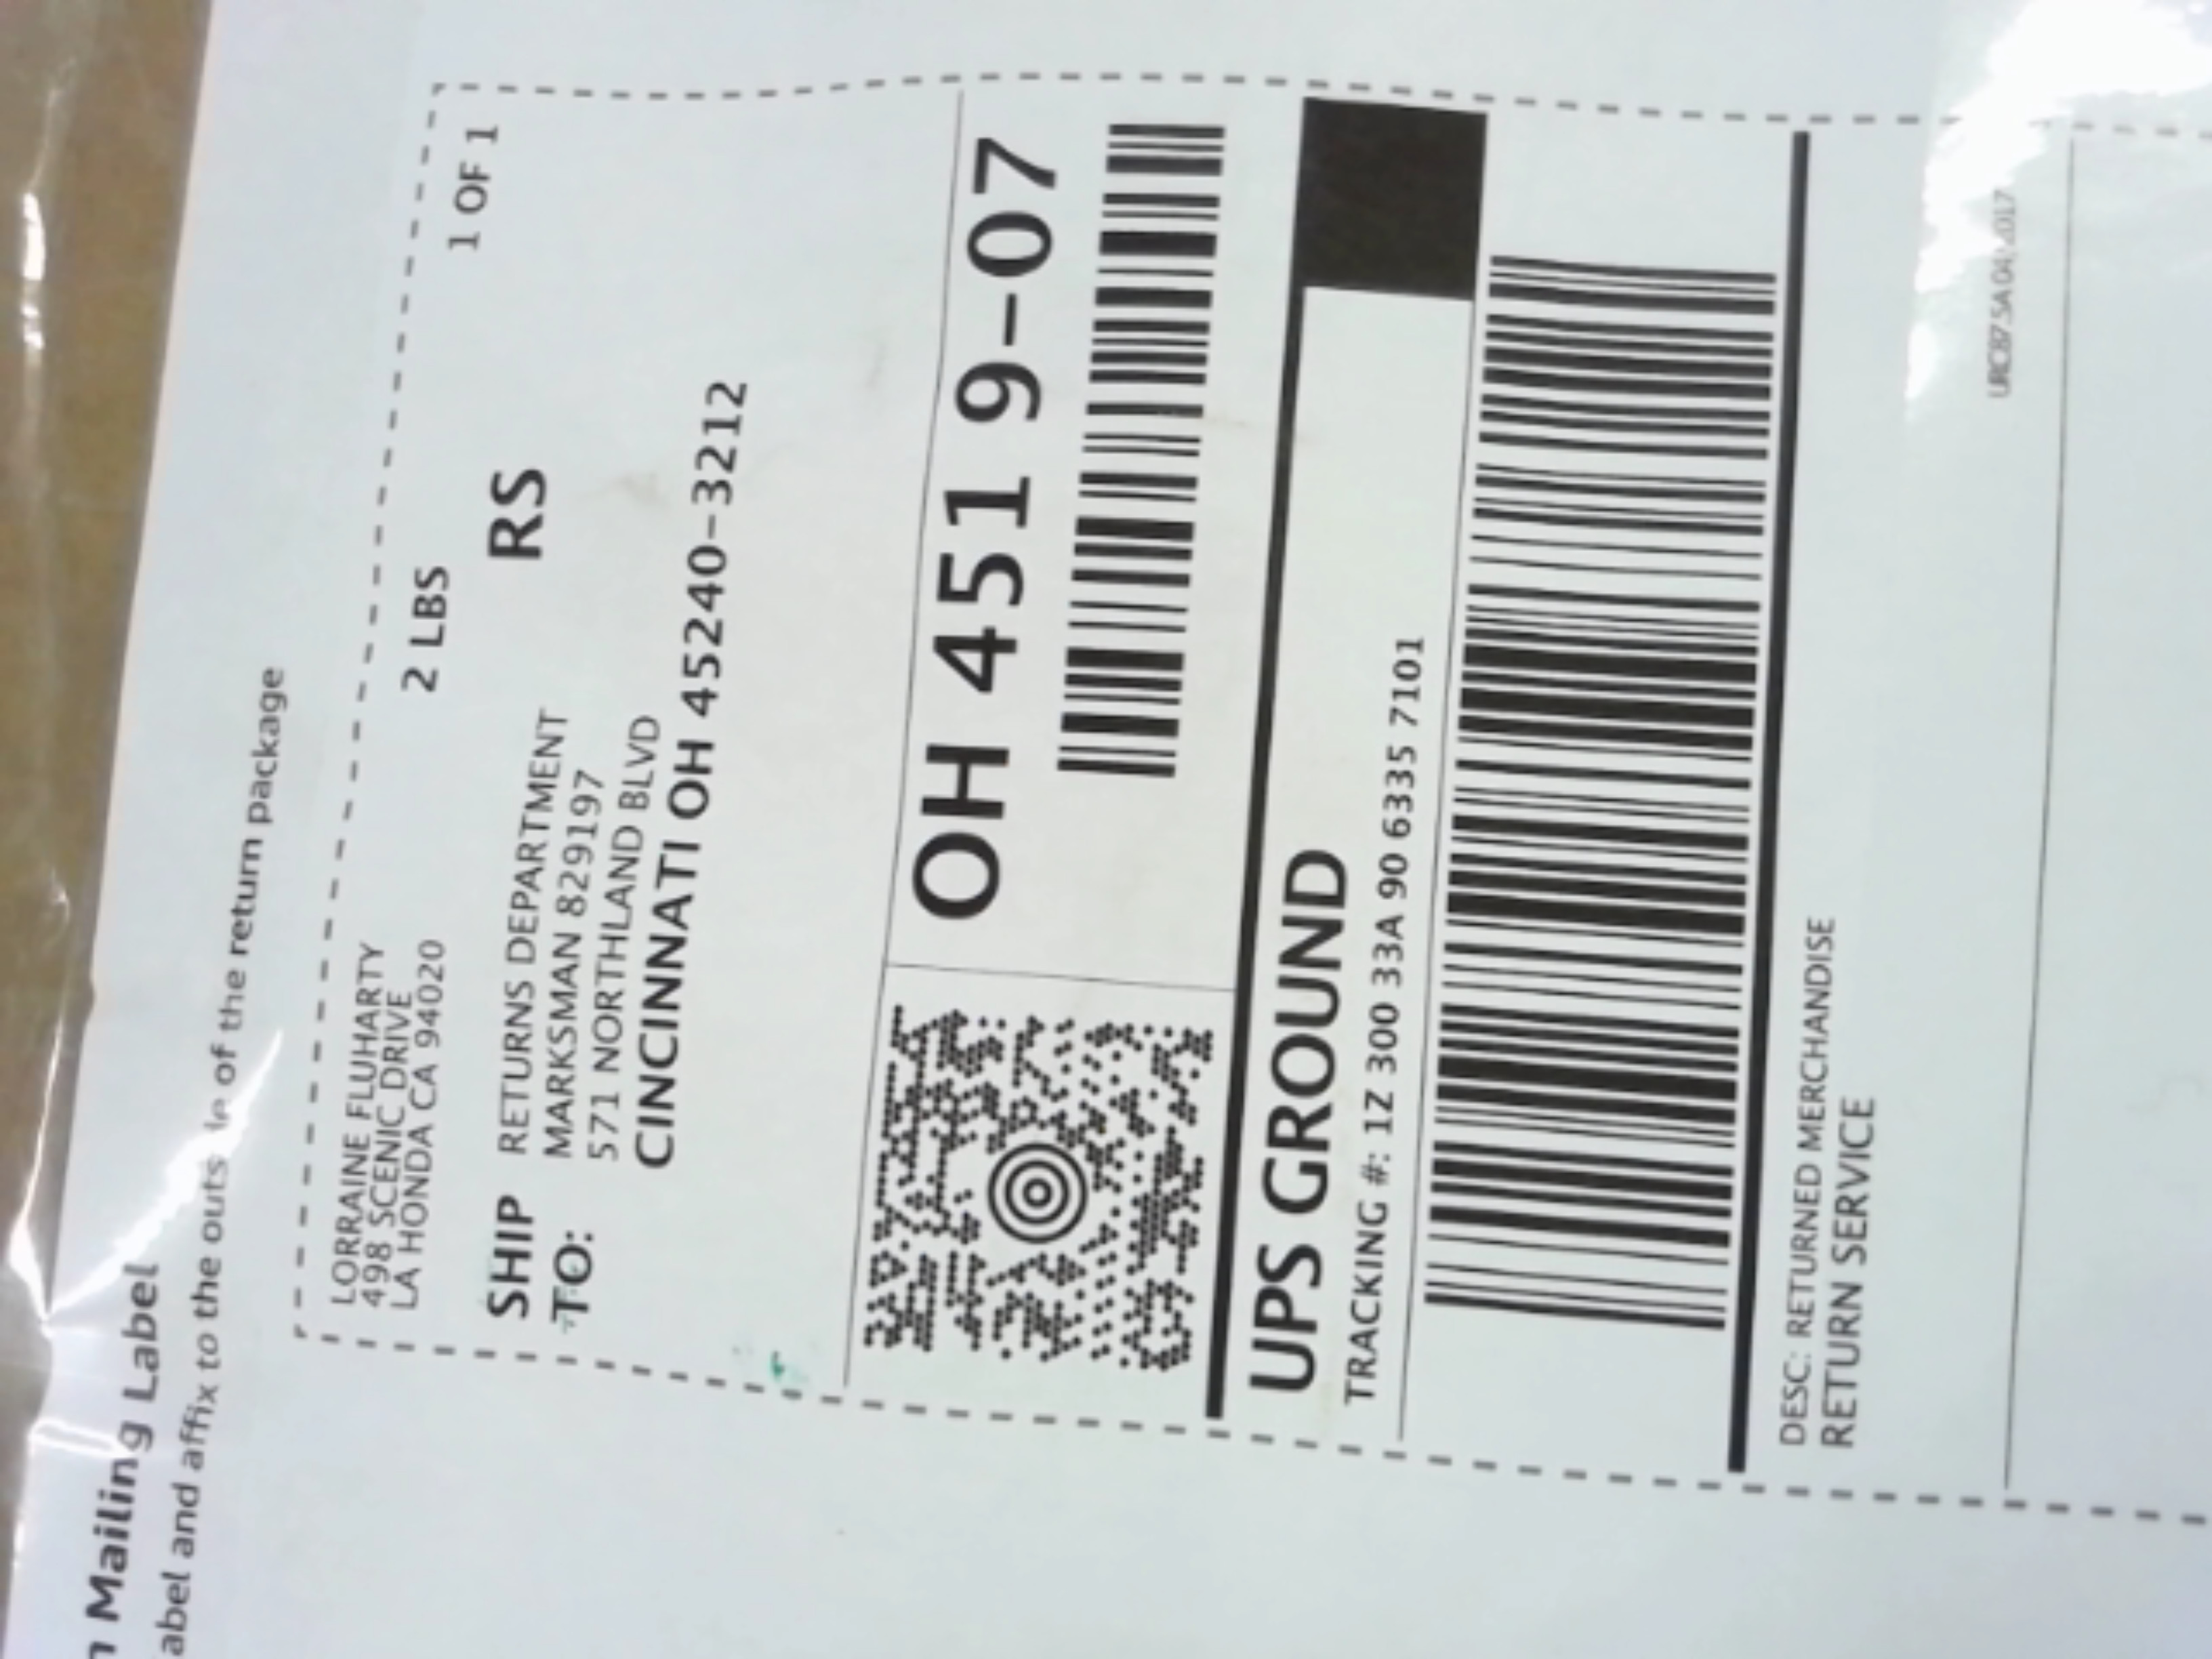 Mailing Label
and affix to the outs of the return package
LORRAINE FLUHARTY
498 SCENIC DRIVE
LA HONDA CA 94020
2 LBS
1 OF 1
RS
SHIP
TO:
RETURNS DEPARTMENT
MARKSMAN 829197
571 NORTHLAND BLVD
CINCINNATI OH 45240-3212
OH 451 9-07
UPS GROUND
TRACKING #: 1Z 300 33A 90 6335 7101
DESC: RETURNED MERCHANDISE
RETURN SERVICE